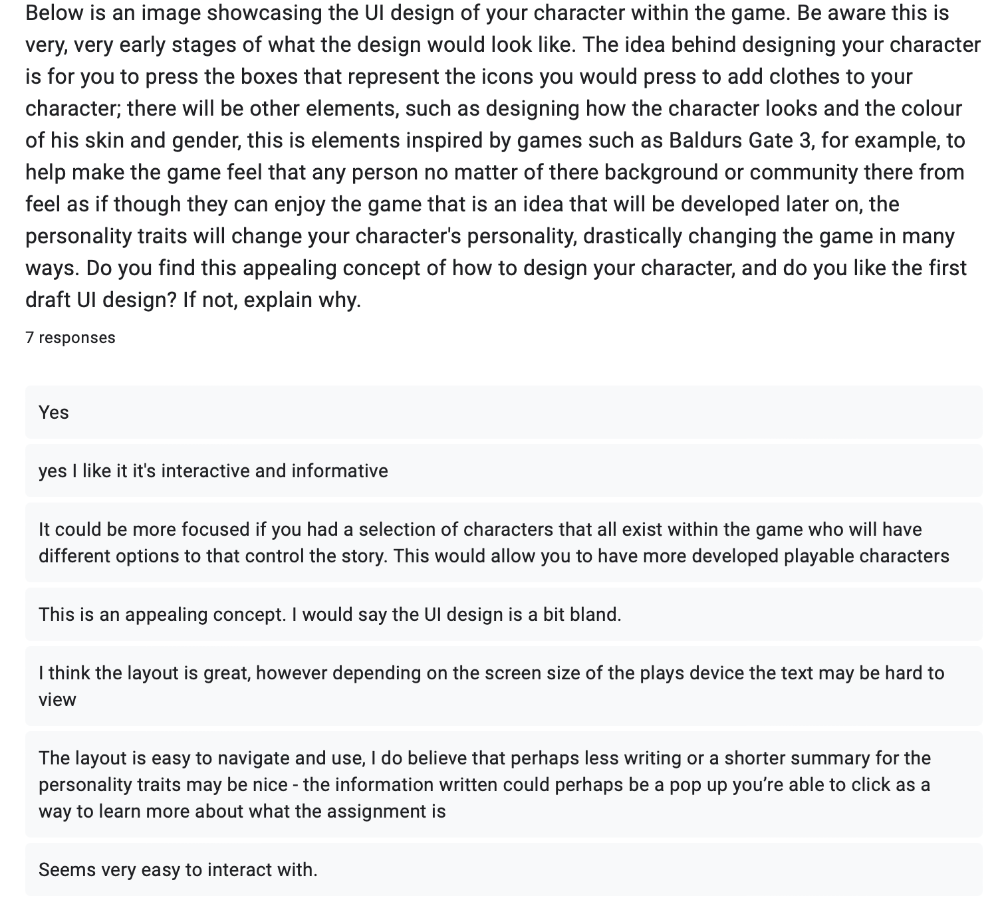 Below is an image showcasing the UI design of your character within the game. Be aware this is
very, very early stages of what the design would look like. The idea behind designing your character
is for you to press the boxes that represent the icons you would press to add clothes to your
character; there will be other elements, such as designing how the character looks and the colour
of his skin and gender, this is elements inspired by games such as Baldurs Gate 3, for example, to
help make the game feel that any person no matter of there background or community there from
feel as if though they can enjoy the game that is an idea that will be developed later on, the
personality traits will change your character's personality, drastically changing the game in many
ways. Do you find this appealing concept of how to design your character, and do you like the first
draft UI design? If not, explain why.
7 responses
Yes
yes I like it it's interactive and informative
It could be more focused if you had a selection of characters that all exist within the game who will have
different options to that control the story. This would allow you to have more developed playable characters
This is an appealing concept. I would say the UI design is a bit bland.
I think the layout is great, however depending on the screen size of the plays device the text may be hard to
view
The layout is easy to navigate and use, I do believe that perhaps less writing or a shorter summary for the
personality traits may be nice - the information written could perhaps be a pop up you’re able to click as a
way to learn more about what the assignment is
Seems very easy to interact with.